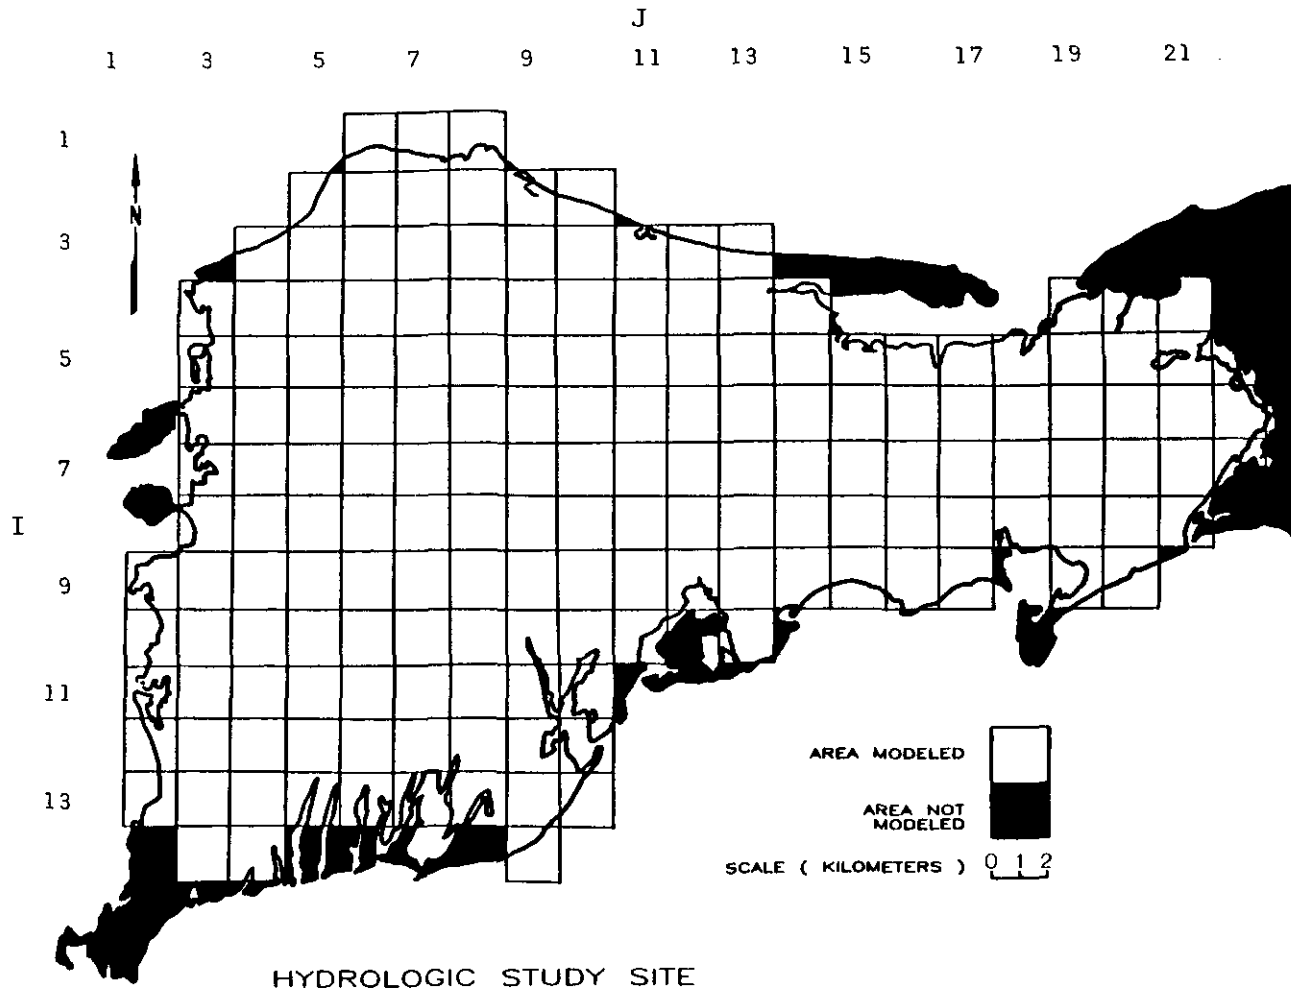 J
1 3 5 7 9 11 13 15 17 19 21
1
N
3
5
7
I
9
11
13
AREA MODELED
AREA NOT
MODELED
SCALE ( KILOMETERS ) 0 1 2
HYDROLOGIC STUDY SITE